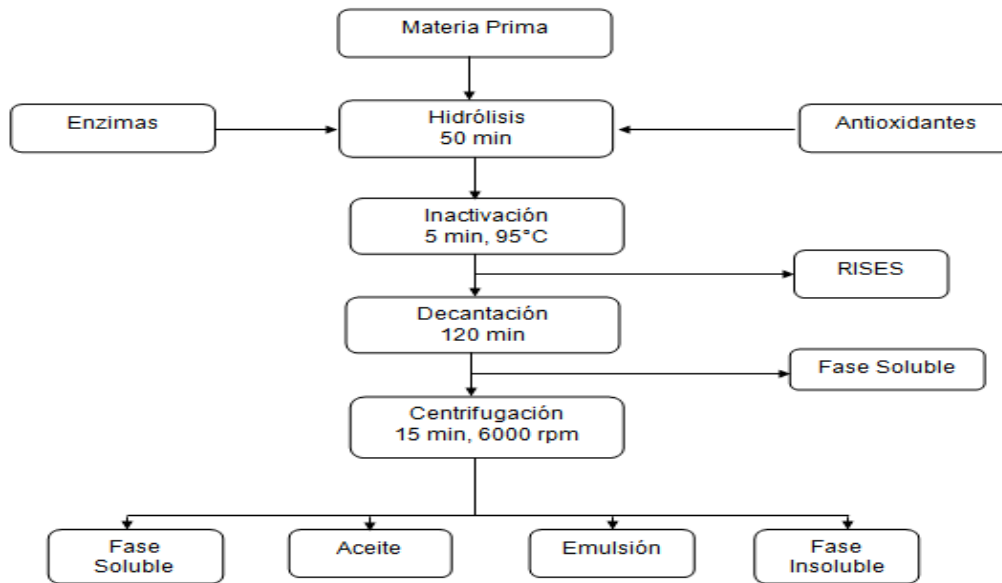 Materia Prima
Enzimas
Hidrólisis
50 min
Antioxidantes
Inactivación
5 min, 95°C
RISES
Decantación
120 min
Fase Soluble
Centrifugación
15 min, 6000 rpm
Fase
Soluble
Aceite
Emulsión
Fase
Insoluble